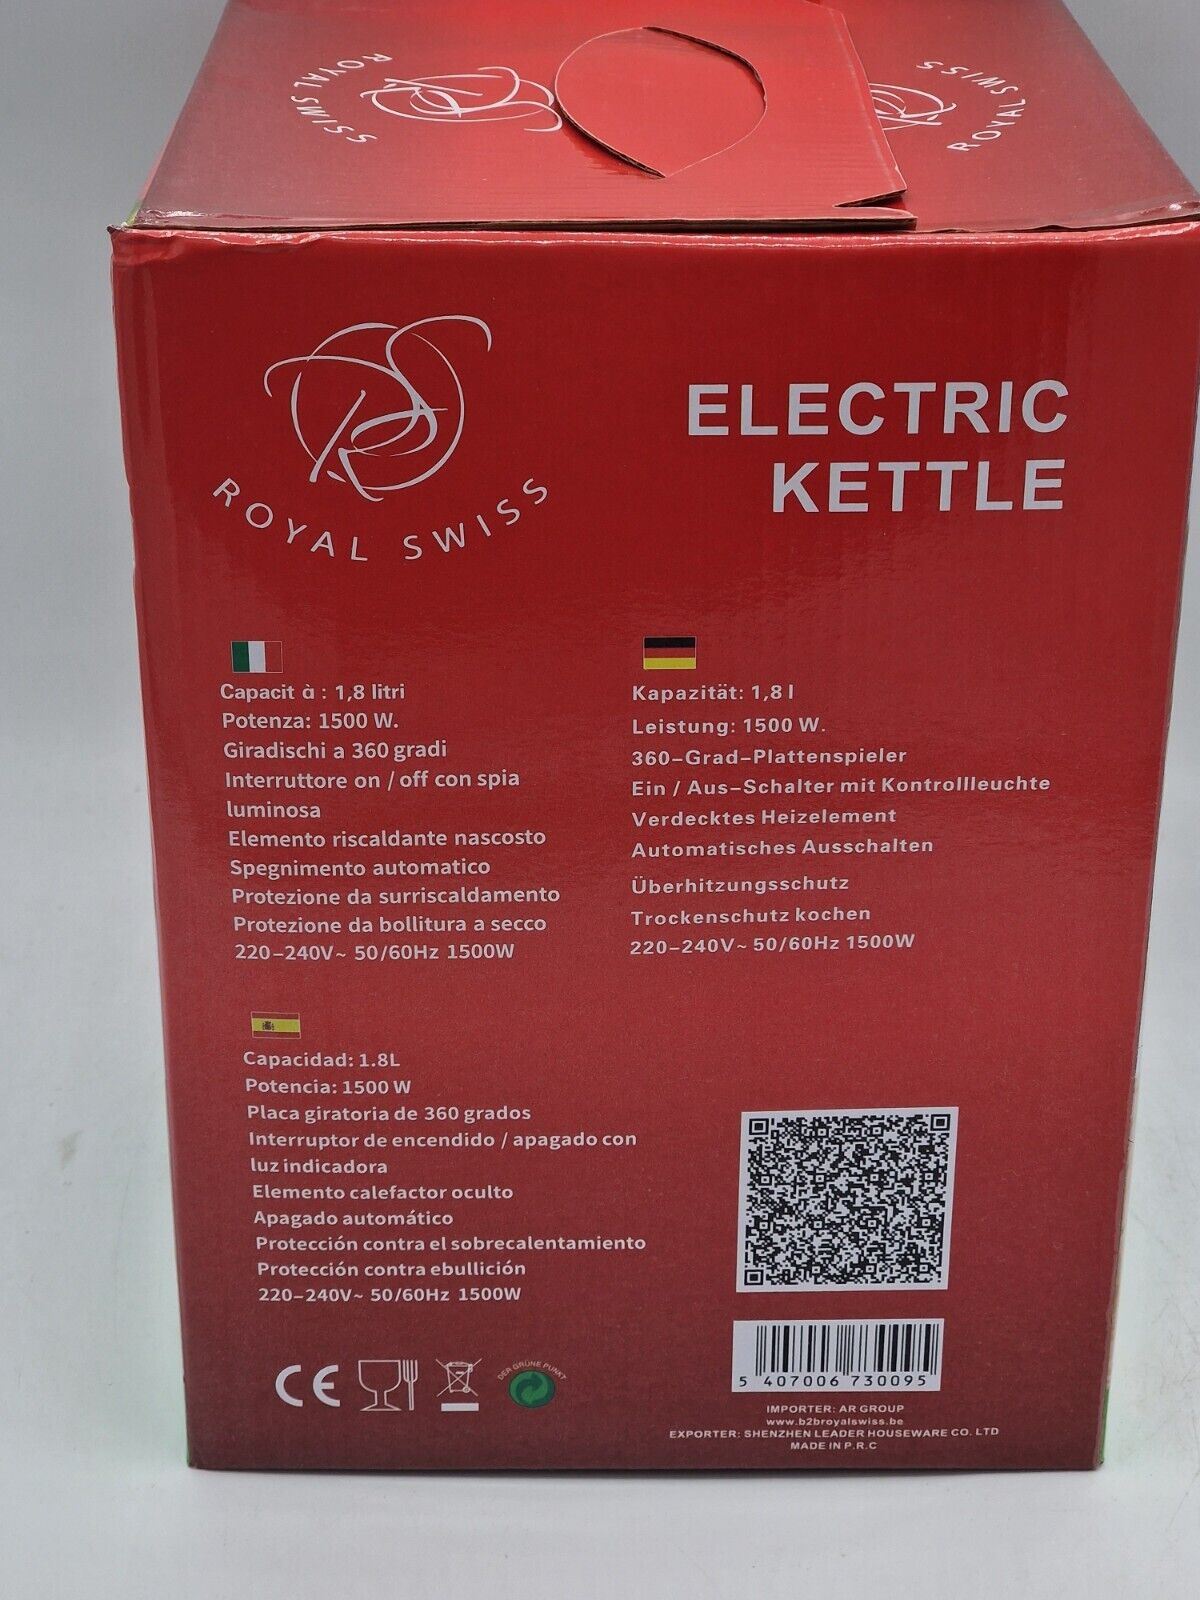 ROYAL SWISS
ROYAL SWISS
ROYAL SWISS
ELECTRIC
KETTLE
Capacit à : 1,8 litri
Potenza: 1500 W.
Giradischi a 360 gradi
Interruttore on / off con spia
luminosa
Elemento riscaldante nascosto
Spegnimento automatico
Protezione da surriscaldamento
Protezione da bollitura a secco
220-240V~ 50/60Hz 1500W
Kapazität: 1,8 l
Leistung: 1500 W.
360-Grad-Plattenspieler
Ein / Aus-Schalter mit Kontrollleuchte
Verdecktes Heizelement
Automatisches Ausschalten
Überhitzungsschutz
Trockenschutz kochen
220-240V~ 50/60Hz 1500W
Capacidad: 1.8L
Potencia: 1500 W
Placa giratoria de 360 grados
Interruptor de encendido / apagado con
luz indicadora
Elemento calefactor oculto
Apagado automático
Protección contra el sobrecalentamiento
Protección contra ebullición
220-240V~ 50/60Hz 1500W
CE
DER GRÜNE PUNKT
5 407006 730095
IMPORTER: AR GROUP
www.b2broyalswiss.be
EXPORTER: SHENZHEN LEADER HOUSEWARE CO. LTD
MADE IN P.R.C